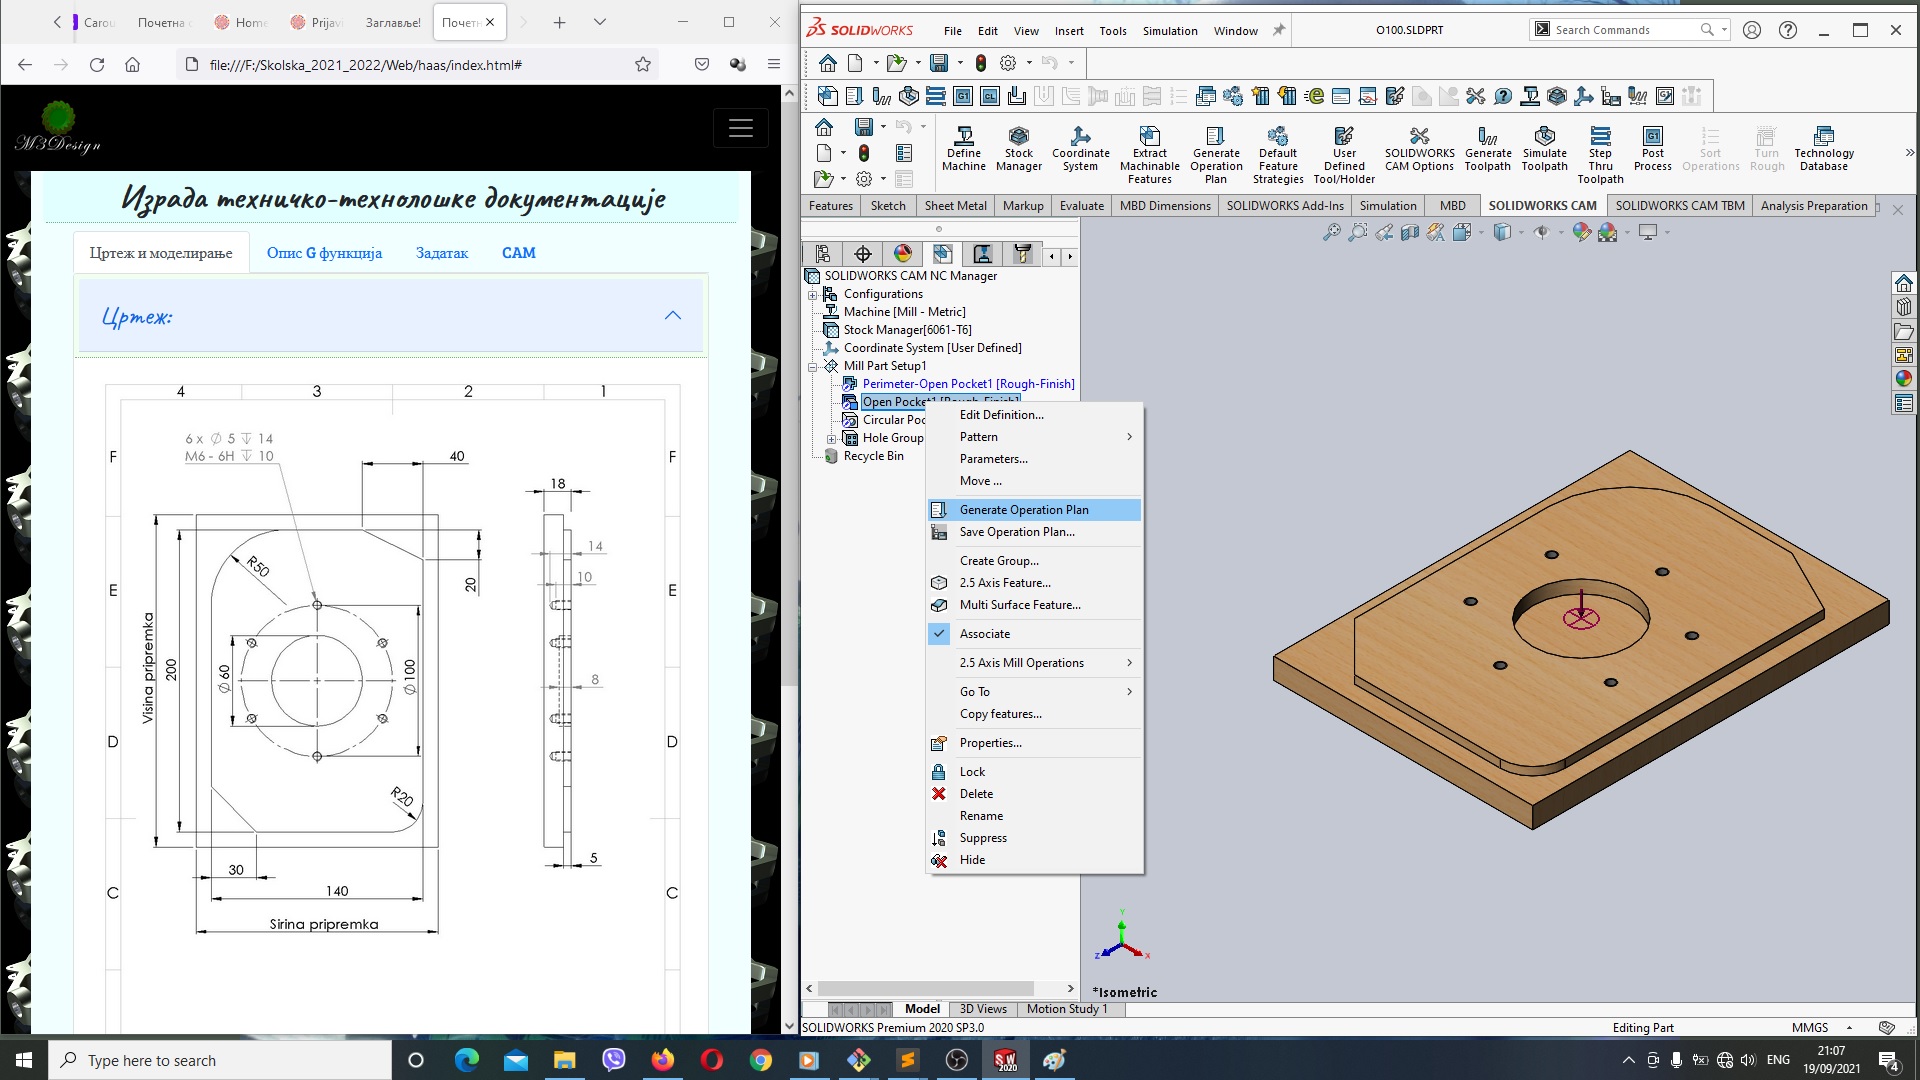 Carou
Почетна
Home
Prijav
Заглавље!
Почетн
file:///F:/Skolska_2021_2022/Web/haas/index.html#
M3Design
Израда техничко-технолошке документације
Цртеж и моделирање
Опис G функција
Задатак
CAM
Цртеж:
4
3
2
1
6 x Ø 5 ↧ 14
M6 - 6H ↧ 10
F
F
40
18
R50
14
10
20
E
E
Visina pripremka
200
Ø 60
Ø 100
8
D
D
R20
5
30
C
C
140
Sirina pripremka
SOLIDWORKS
File
Edit
View
Insert
Tools
Simulation
Window
O100.SLDPRT
Search Commands
Define Machine
Stock Manager
Coordinate System
Extract Machinable Features
Generate Operation Plan
Default Feature Strategies
User Defined Tool/Holder
SOLIDWORKS CAM Options
Generate Toolpath
Simulate Toolpath
Step Thru Toolpath
Post Process
Sort Operations
Turn Rough
Technology Database
Features
Sketch
Sheet Metal
Markup
Evaluate
MBD Dimensions
SOLIDWORKS Add-Ins
Simulation
MBD
SOLIDWORKS CAM
SOLIDWORKS CAM TBM
Analysis Preparation
SOLIDWORKS CAM NC Manager
Configurations
Machine [Mill - Metric]
Stock Manager[6061-T6]
Coordinate System [User Defined]
Mill Part Setup1
Perimeter-Open Pocket1 [Rough-Finish]
Open Pocket1 [Rough-Finish]
Circular Poc
Hole Group
Recycle Bin
Edit Definition...
Pattern
Parameters...
Move ...
Generate Operation Plan
Save Operation Plan...
Create Group...
2.5 Axis Feature...
Multi Surface Feature...
Associate
2.5 Axis Mill Operations
Go To
Copy features...
Properties...
Lock
Delete
Rename
Suppress
Hide
Y
Z
X
*Isometric
Model
3D Views
Motion Study 1
SOLIDWORKS Premium 2020 SP3.0
Editing Part
MMGS
Type here to search
ENG
21:07
19/09/2021
4